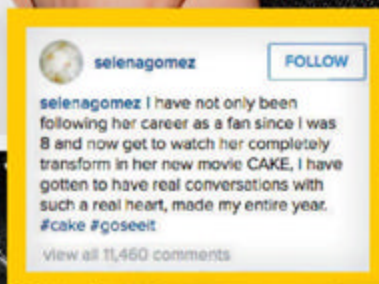 selenagomez
FOLLOW
selenagomez I have not only been
following her career as a fan since I was
8 and now get to watch her completely
transform in her new movie CAKE, I have
gotten to have real conversations with
such a real heart, made my entire year.
#cake #goseeit
view all 11,460 comments